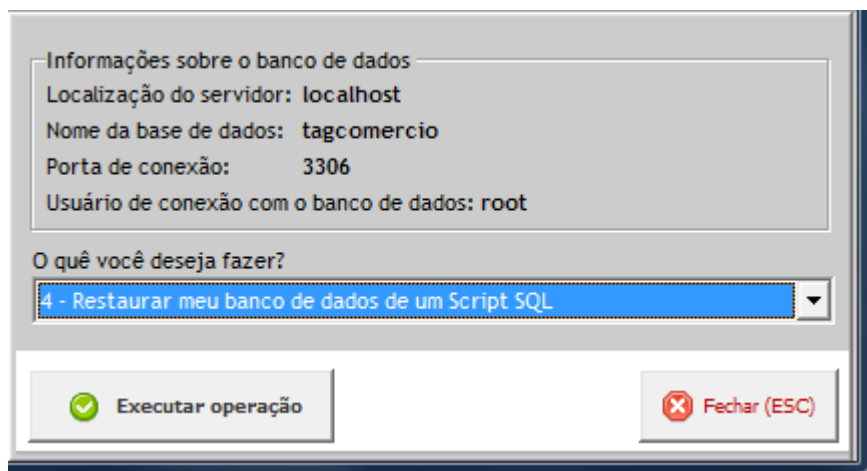 Informações sobre o banco de dados
Localização do servidor: localhost
Nome da base de dados: tagcomercio
Porta de conexão: 3306
Usuário de conexão com o banco de dados: root
O quê você deseja fazer?
4 - Restaurar meu banco de dados de um Script SQL
Executar operação
Fechar (ESC)